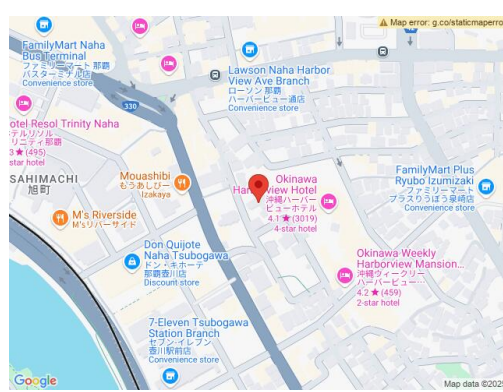 Map error: g.co/staticmaperro
FamilyMart Naha
Bus Terminal
ファミリーマート 那覇
バスターミナル店
Convenience store
Lawson Naha Harbor
View Ave Branch
ローソン 那覇
ハーバービュー通店
Convenience store
330
otel Resol Trinity Naha
テルリソル
リニティ那覇
3★ (495)
star hotel
SAHIMACHI
旭町
Mouashibi
もうあしびー
Izakaya
M's Riverside
M'sリバーサイド
Okinawa
Harborview Hotel
沖縄ハーバー
ビューホテル
4.1★ (3019)
4-star hotel
FamilyMart Plus
Ryubo Izumizaki
ファミリーマート
プラスりうぼう泉崎店
Convenience store
Don Quijote
Naha Tsubogawa
ドン・キホーテ
那覇壺川店
Discount store
Okinawa Weekly
Harborview Mansion...
沖縄ウィークリー
ハーバービュー...
4.2★ (459)
2-star hotel
7-Eleven Tsubogawa
Station Branch
セブン-イレブン
壺川駅前店
Convenience store
Google
Map data ©202